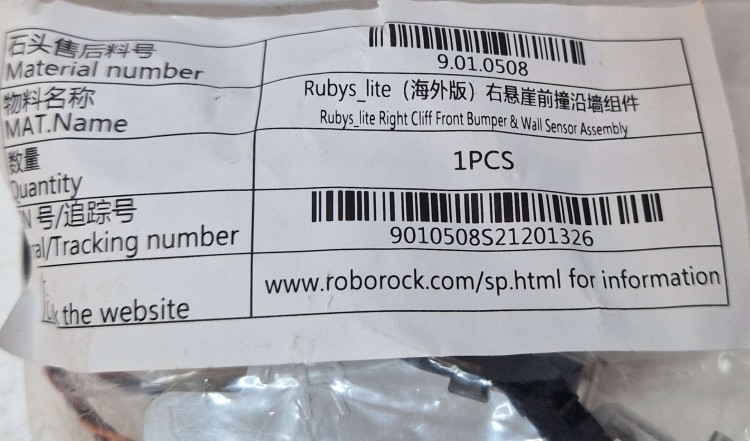 石头售后料号
Material number
9.01.0508
物料名称
MAT.Name
Rubys_lite（海外版）右悬崖前撞沿墙组件
Rubys_lite Right Cliff Front Bumper & Wall Sensor Assembly
数量
Quantity
1PCS
N 号/追踪号
al/Tracking number
9010508S21201326
the website
www.roborock.com/sp.html for information